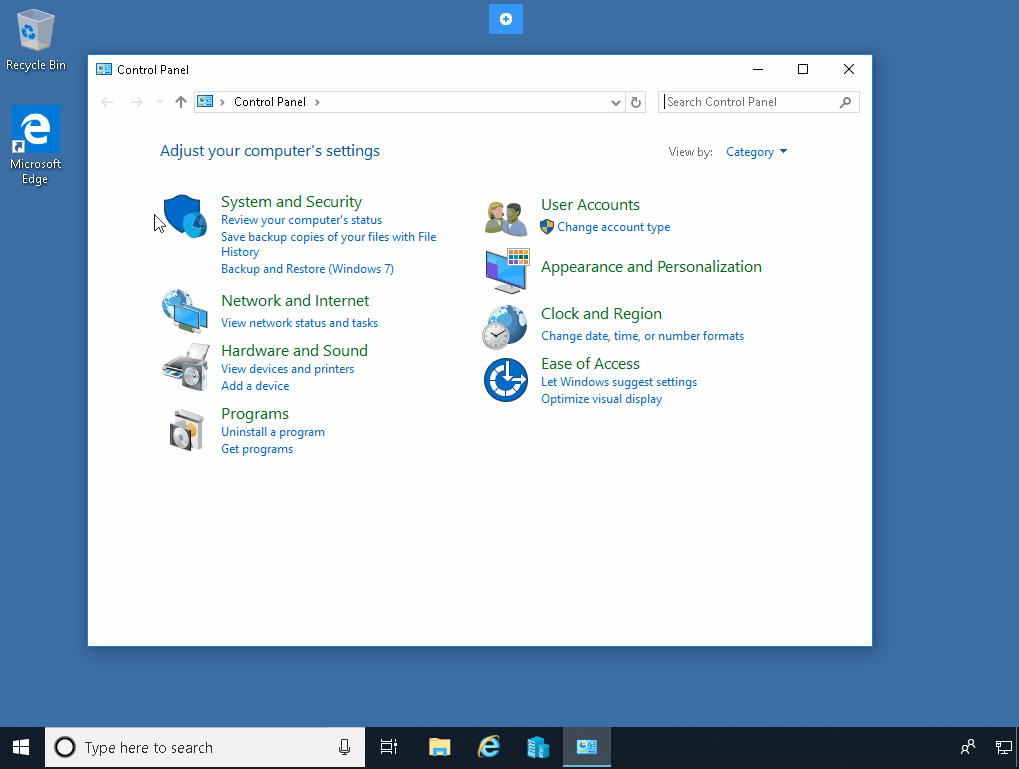 Recycle Bin
Microsoft
Edge
Control Panel
Control Panel
Search Control Panel
Adjust your computer's settings
View by: Category
System and Security
Review your computer's status
Save backup copies of your files with File
History
Backup and Restore (Windows 7)
Network and Internet
View network status and tasks
Hardware and Sound
View devices and printers
Add a device
Programs
Uninstall a program
Get programs
User Accounts
Change account type
Appearance and Personalization
Clock and Region
Change date, time, or number formats
Ease of Access
Let Windows suggest settings
Optimize visual display
Type here to search